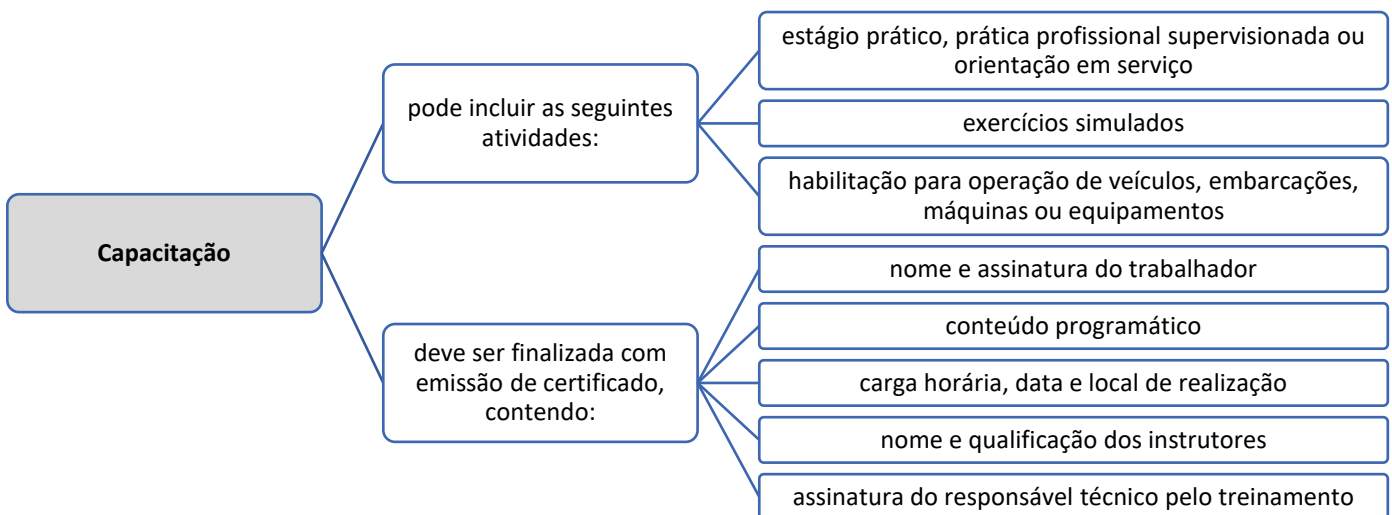 Capacitação
pode incluir as seguintes
atividades:
estágio prático, prática profissional supervisionada ou
orientação em serviço
exercícios simulados
habilitação para operação de veículos, embarcações,
máquinas ou equipamentos
deve ser finalizada com
emissão de certificado,
contendo:
nome e assinatura do trabalhador
conteúdo programático
carga horária, data e local de realização
nome e qualificação dos instrutores
assinatura do responsável técnico pelo treinamento